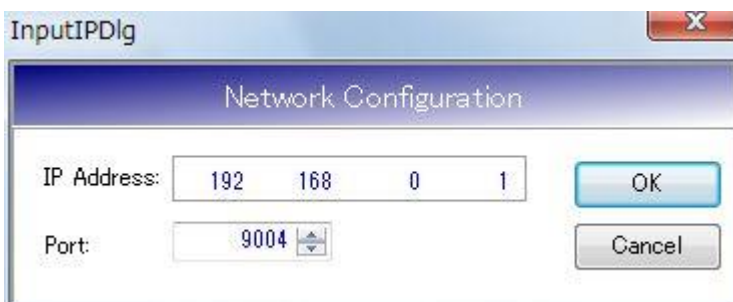 InputIPDlg
Network Configuration
IP Address: 192 168 0 1
OK
Port: 9004
Cancel